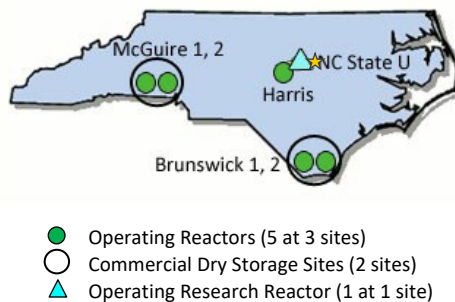 McGuire 1, 2
NC State U
Harris
Brunswick 1, 2
Operating Reactors (5 at 3 sites)
Commercial Dry Storage Sites (2 sites)
Operating Research Reactor (1 at 1 site)